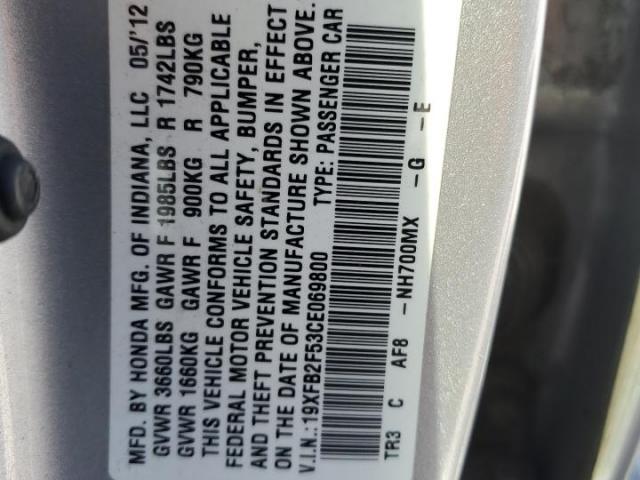 MFD. BY HONDA MFG. OF INDIANA, LLC 05/'12
GVWR 3660LBS GAWR F 1985LBS R 1742LBS
GVWR 1660KG GAWR F 900KG R 790KG
THIS VEHICLE CONFORMS TO ALL APPLICABLE
FEDERAL MOTOR VEHICLE SAFETY, BUMPER,
AND THEFT PREVENTION STANDARDS IN EFFECT
ON THE DATE OF MANUFACTURE SHOWN ABOVE.
V.I.N.:19XFB2F53CE069800 TYPE: PASSENGER CAR
TR3 C AF8 -NH700MX -G -E